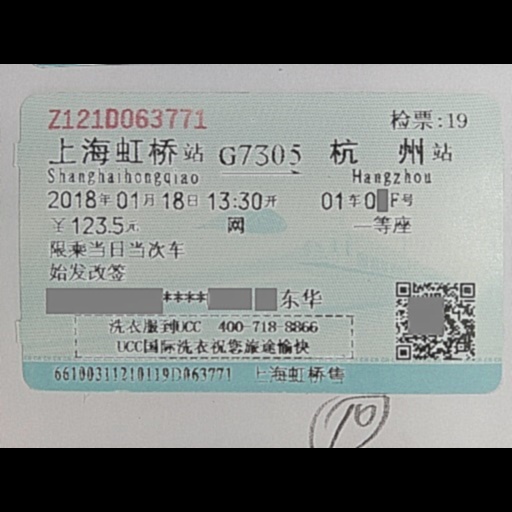 Z121D063771 检票:19
上海虹桥站 G7305 杭州站
Shanghaihongqiao Hangzhou
2018年01月18日 13:30开 01车0 F号
￥123.5元 网 一等座
限乘当日当次车
始发改签
**** 东华
洗衣服到UCC 400-718-8866
UCC国际洗衣祝您旅途愉快
66100311210119D063771 上海虹桥售
10